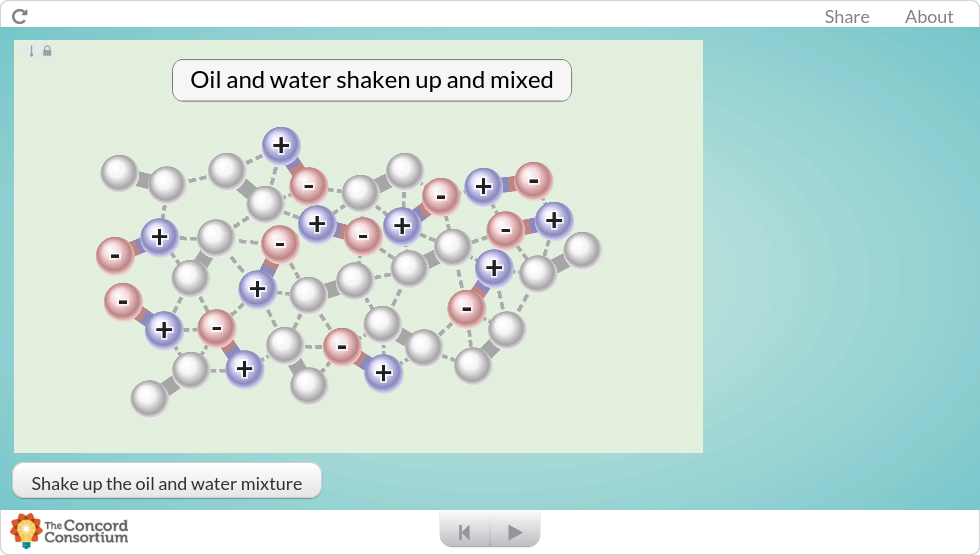 Share About
Oil and water shaken up and mixed
+
-
+ -
-
+ + -
+ - + - +
-
- +
+
- + -
+ -
-
+ +
Shake up the oil and water mixture
The Concord
Consortium